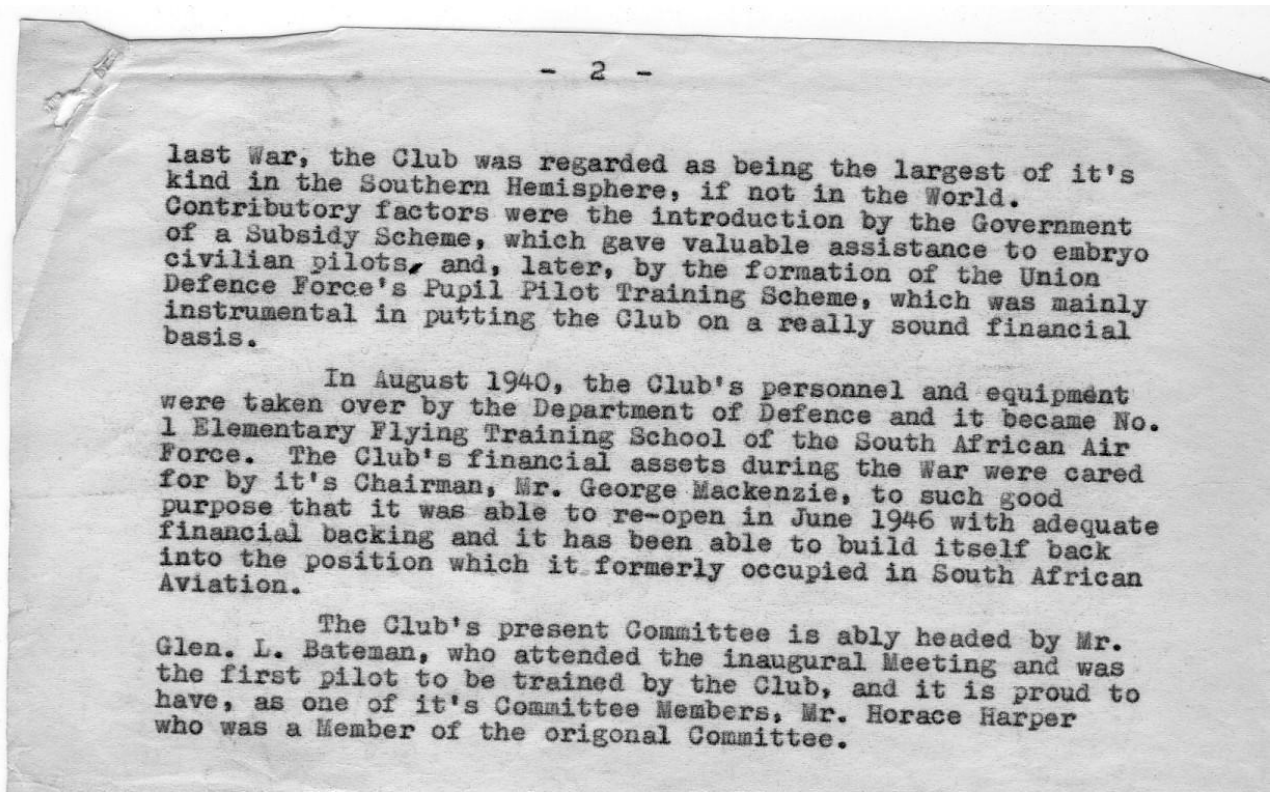 - 2 -
last War, the Club was regarded as being the largest of it's
kind in the Southern Hemisphere, if not in the World.
Contributory factors were the introduction by the Government
of a Subsidy Scheme, which gave valuable assistance to embryo
civilian pilots, and, later, by the formation of the Union
Defence Force's Pupil Pilot Training Scheme, which was mainly
instrumental in putting the Club on a really sound financial
basis.
In August 1940, the Club's personnel and equipment
were taken over by the Department of Defence and it became No.
1 Elementary Flying Training School of the South African Air
Force. The Club's financial assets during the War were cared
for by it's Chairman, Mr. George Mackenzie, to such good
purpose that it was able to re-open in June 1946 with adequate
financial backing and it has been able to build itself back
into the position which it formerly occupied in South African
Aviation.
The Club's present Committee is ably headed by Mr.
Glen. L. Bateman, who attended the inaugural Meeting and was
the first pilot to be trained by the Club, and it is proud to
have, as one of it's Committee Members, Mr. Horace Harper
who was a Member of the origonal Committee.